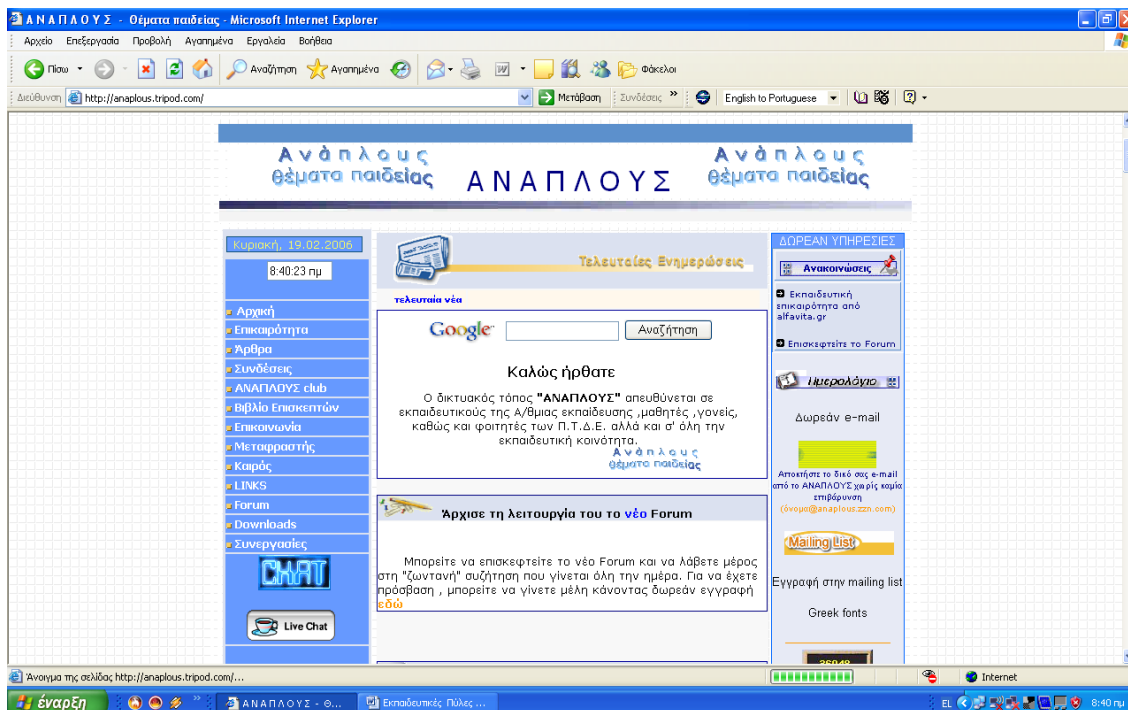 Α Ν Α Π Λ Ο Υ Σ - Θέματα παιδείας - Microsoft Internet Explorer
Αρχείο Επεξεργασία Προβολή Αγαπημένα Εργαλεία Βοήθεια
Πίσω Αναζήτηση Αγαπημένα Φάκελοι
Διεύθυνση http://anaplous.tripod.com/ Μετάβαση Συνδέσεις » English to Portuguese
Ανάπλους
θέματα παιδείας
ΑΝΑΠΛΟΥΣ
Ανάπλους
θέματα παιδείας
Κυριακή, 19.02.2006
8:40:23 πμ
Αρχική
Επικαιρότητα
Άρθρα
Συνδέσεις
ΑΝΑΠΛΟΥΣ club
Βιβλίο Επισκεπτών
Επικοινωνία
Μεταφραστής
Καιρός
LINKS
Forum
Downloads
Συνεργασίες
CHAT
Live Chat
Τελευταίες Ενημερώσεις
τελευταία νέα
Google Αναζήτηση
Καλώς ήρθατε
Ο δικτυακός τόπος "ΑΝΑΠΛΟΥΣ" απευθύνεται σε
εκπαιδευτικούς της Α/θμιας εκπαίδευσης ,μαθητές ,γονείς,
καθώς και φοιτητές των Π.Τ.Δ.Ε. αλλά και σ' όλη την
εκπαιδευτική κοινότητα.
Ανάπλους
θέματα παιδείας
Άρχισε τη λειτουργία του το νέο Forum
Μπορείτε να επισκεφτείτε το νέο Forum και να λάβετε μέρος
στη "ζωντανή" συζήτηση που γίνεται όλη την ημέρα. Για να έχετε
πρόσβαση , μπορείτε να γίνετε μέλη κάνοντας δωρεάν εγγραφή
εδώ
ΔΩΡΕΑΝ ΥΠΗΡΕΣΙΕΣ
Ανακοινώσεις
Εκπαιδευτική
επικαιρότητα από
alfavita.gr
Επισκεφτείτε το Forum
Ημερολόγιο
Δωρεάν e-mail
Αποκτήστε το δικό σας e-mail
από το ΑΝΑΠΛΟΥΣ χωρίς καμία
επιβάρυνση
(όνομα@anaplous.zzn.com)
Mailing List
Εγγραφή στην mailing list
Greek fonts
Άνοιγμα της σελίδας http://anaplous.tripod.com/... Internet
έναρξη » Α Ν Α Π Λ Ο Υ Σ - Θ... Εκπαιδευτικές Πύλες ... EL 8:40 πμ